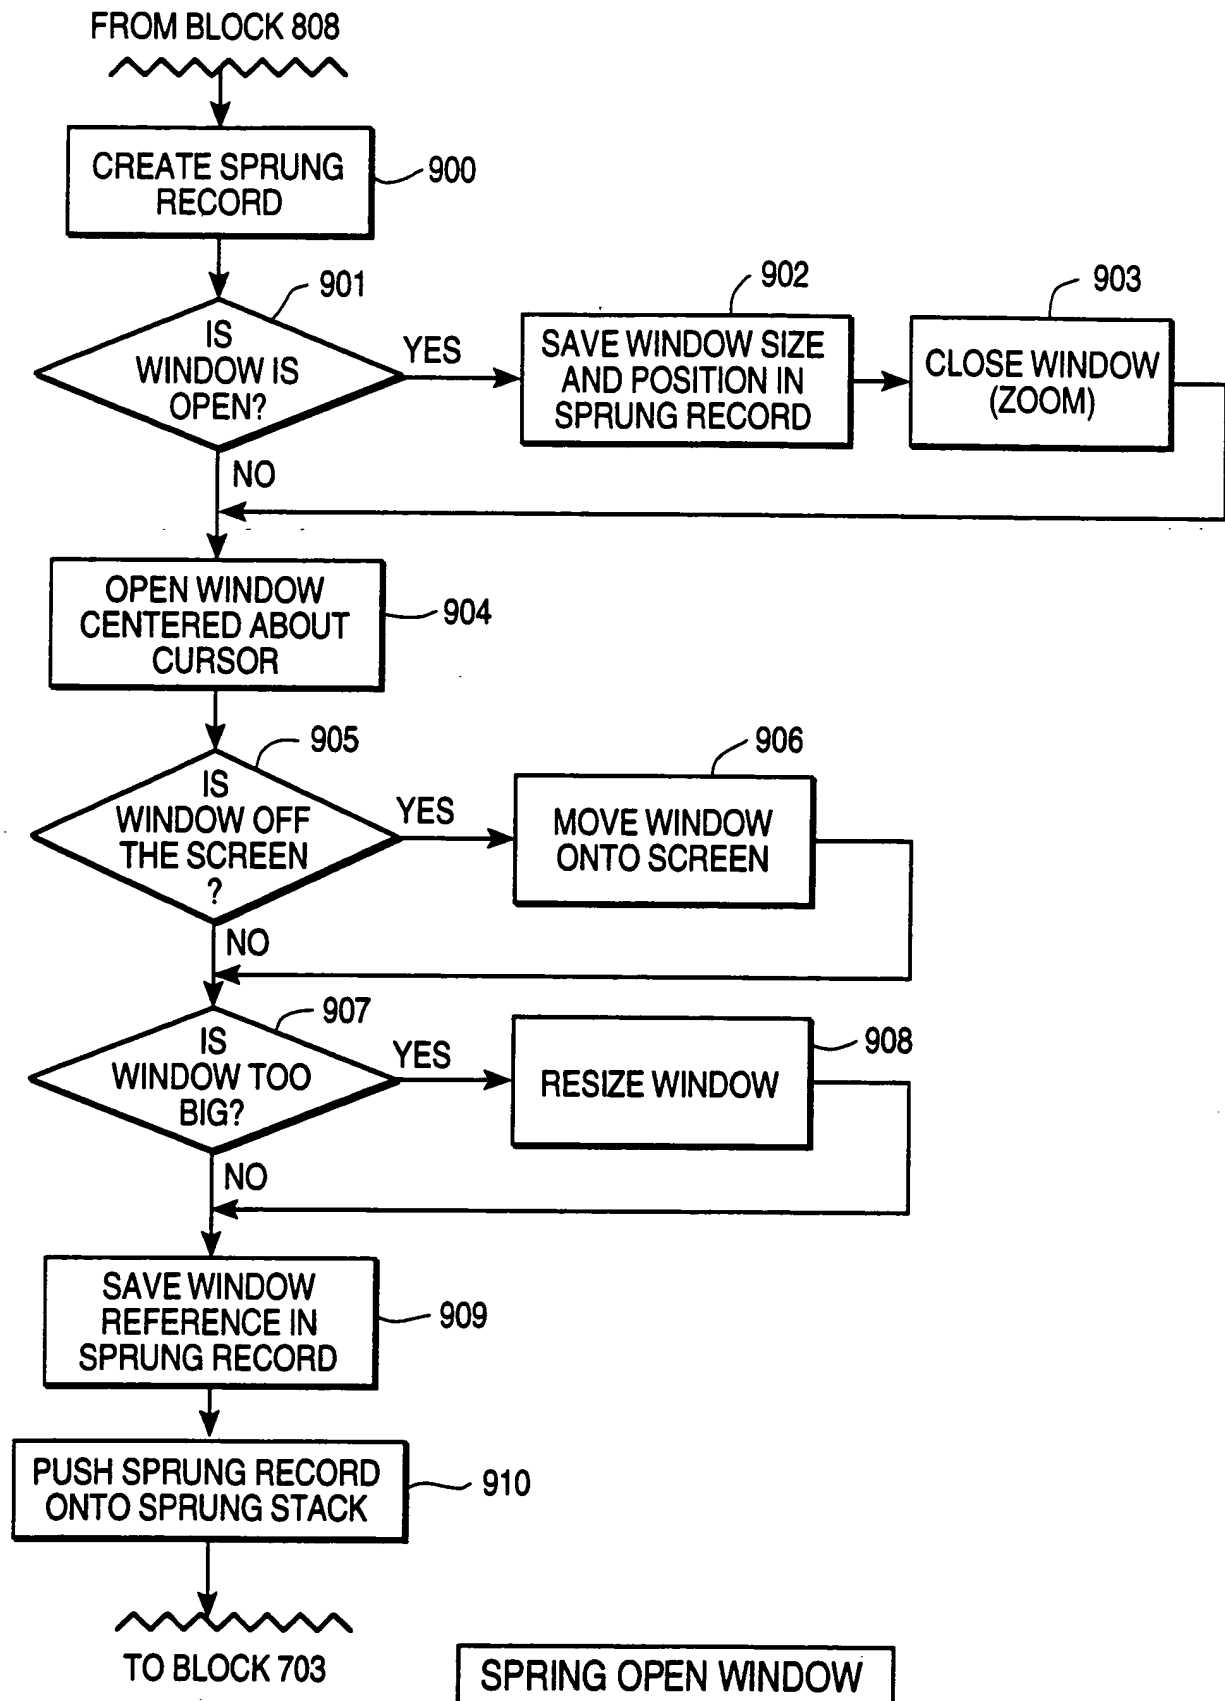 FROM BLOCK 808
CREATE SPRUNG
RECORD
900
901
IS
WINDOW IS
OPEN?
YES
902
SAVE WINDOW SIZE
AND POSITION IN
SPRUNG RECORD
903
CLOSE WINDOW
(ZOOM)
NO
OPEN WINDOW
CENTERED ABOUT
CURSOR
904
905
IS
WINDOW OFF
THE SCREEN
?
YES
906
MOVE WINDOW
ONTO SCREEN
NO
907
IS
WINDOW TOO
BIG?
YES
RESIZE WINDOW
908
NO
SAVE WINDOW
REFERENCE IN
SPRUNG RECORD
909
PUSH SPRUNG RECORD
ONTO SPRUNG STACK
910
TO BLOCK 703
SPRING OPEN WINDOW